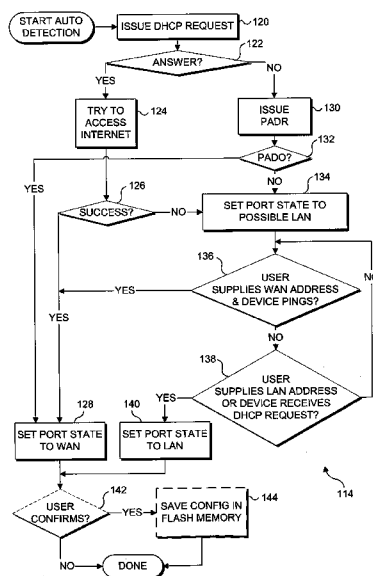 START AUTO
DETECTION
ISSUE DHCP REQUEST
120
122
ANSWER?
YES
NO
TRY TO
ACCESS
INTERNET
124
ISSUE
PADR
130
132
PADO?
YES
NO
134
126
SUCCESS?
NO
SET PORT STATE TO
POSSIBLE LAN
136
USER
SUPPLIES WAN ADDRESS
& DEVICE PINGS?
YES
NO
YES
NO
138
USER
SUPPLIES LAN ADDRESS
OR DEVICE RECEIVES
DHCP REQUEST?
YES
128
140
SET PORT STATE
TO WAN
SET PORT STATE
TO LAN
114
142
USER
CONFIRMS?
YES
SAVE CONFIG IN
FLASH MEMORY
144
NO
DONE